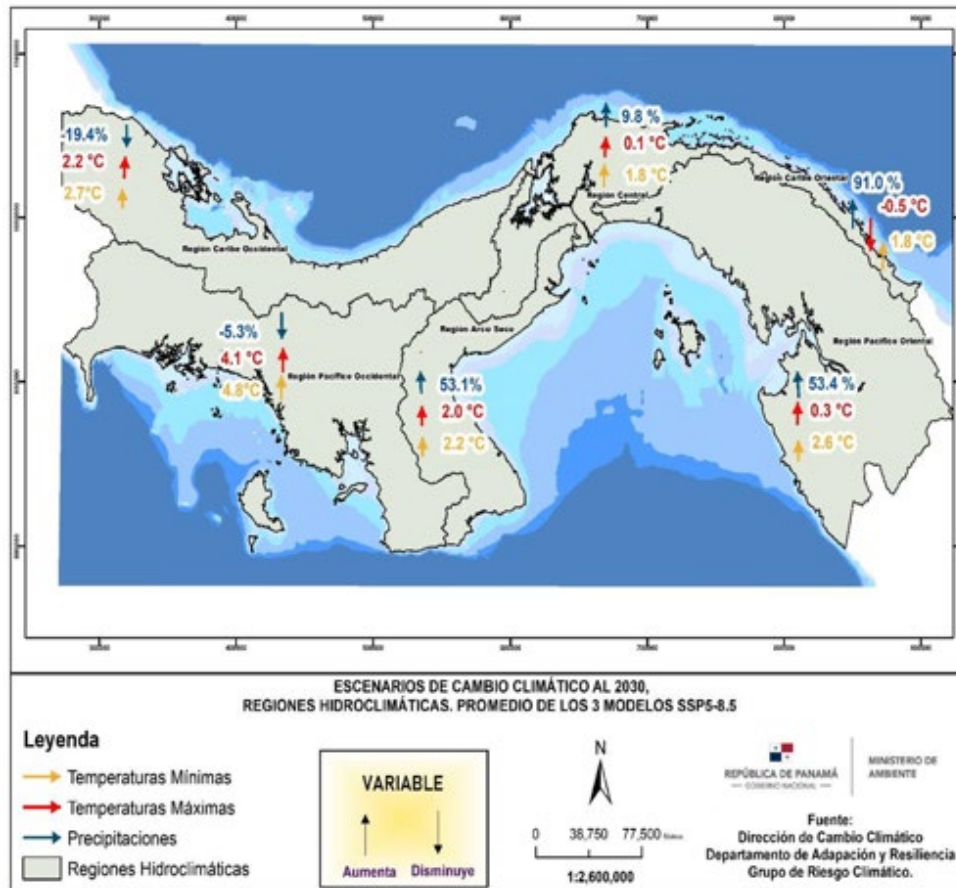 -19.4%
2.2 °C
2.7°C
Región Caribe Occidental
9.8 %
0.1 °C
1.8 °C
Región Central
Región Caribe Oriental
91.0 %
-0.5 °C
1.8 °C
Región Arco Seco
Región Pacifico Oriental
-5.3%
4.1 °C
Región Pacifico Occidental
4.8°C
53.1%
2.0 °C
2.2 °C
53.4 %
0.3 °C
2.6 °C
ESCENARIOS DE CAMBIO CLIMÁTICO AL 2030,
REGIONES HIDROCLIMÁTICAS. PROMEDIO DE LOS 3 MODELOS SSP5-8.5
Leyenda
Temperaturas Mínimas
Temperaturas Máximas
Precipitaciones
Regiones Hidroclimáticas
VARIABLE
Aumenta Disminuye
N
0 38,750 77,500
1:2,600,000
REPÚBLICA DE PANAMÁ
— GOBIERNO NACIONAL —
MINISTERIO DE
AMBIENTE
Fuente:
Dirección de Cambio Climático
Departamento de Adapación y Resiliencia
Grupo de Riesgo Climático.